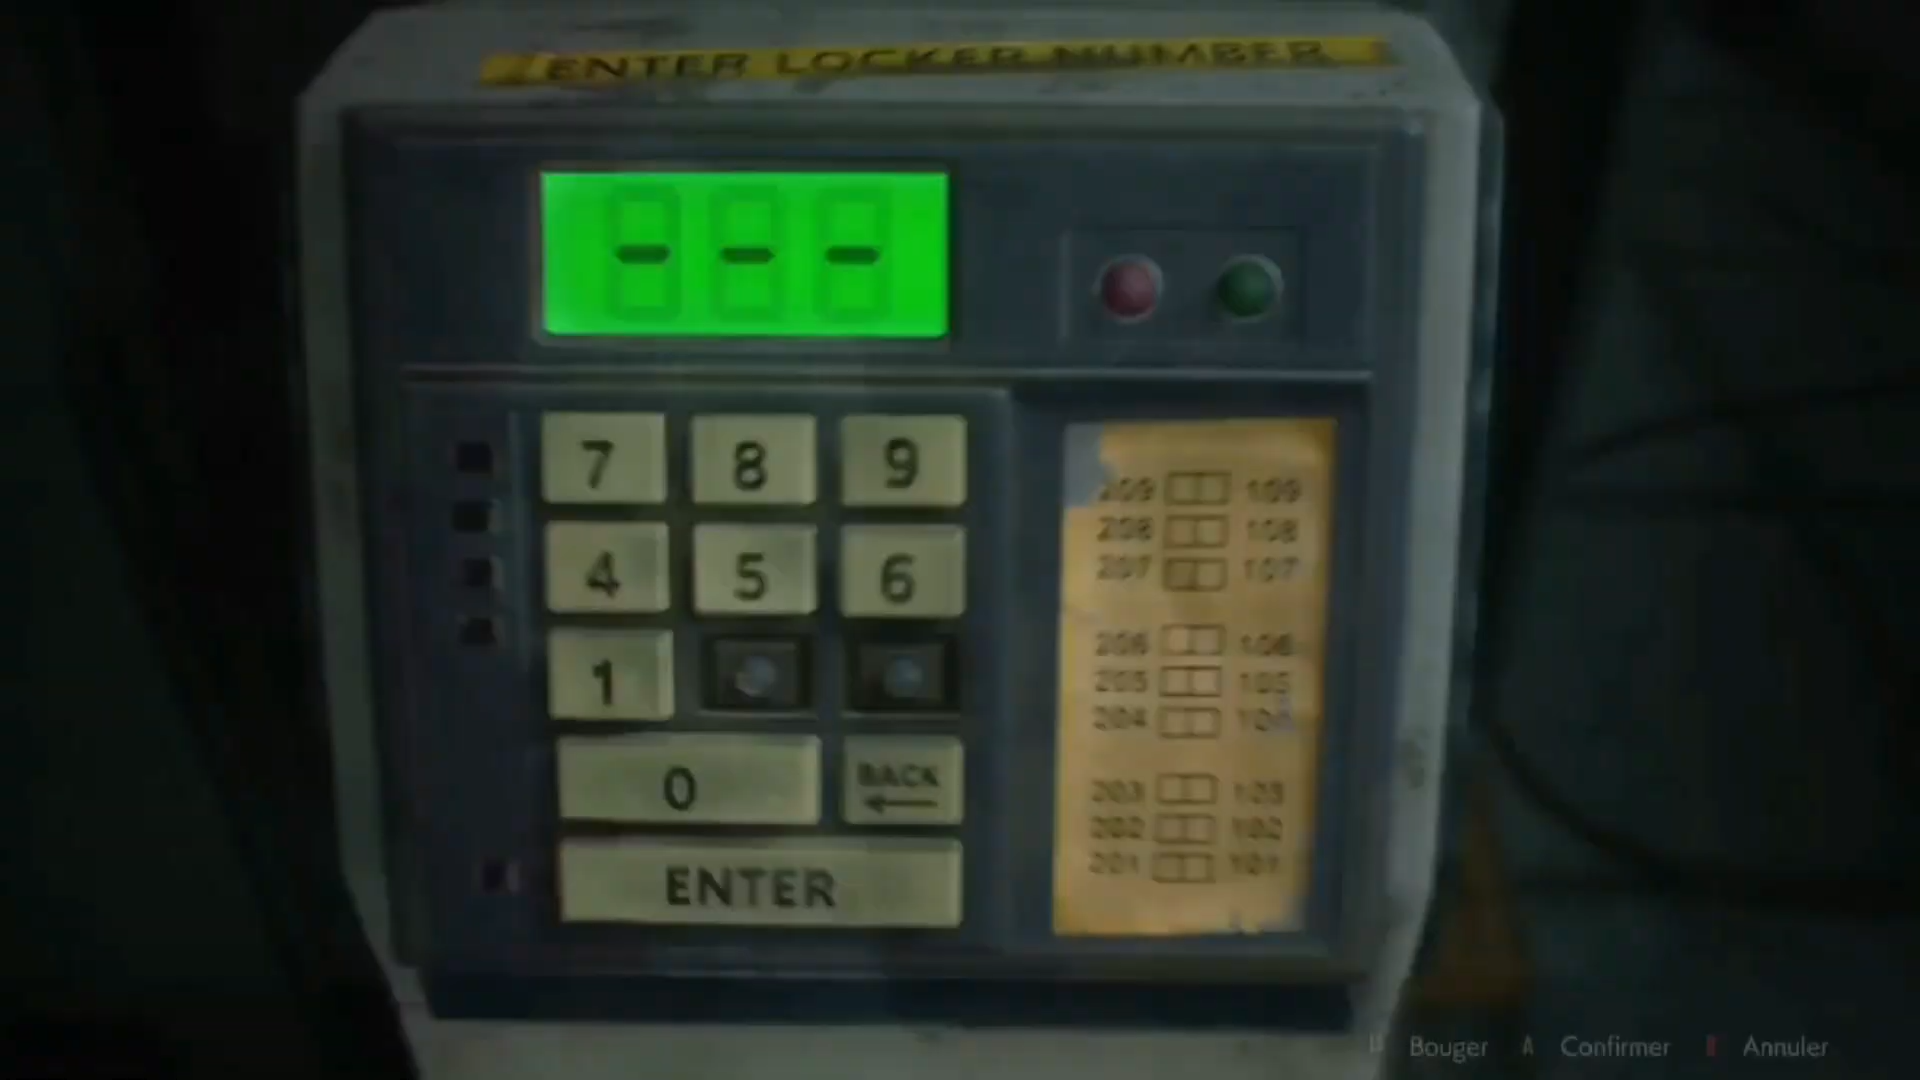 ENTER LOCKER NUMBER
- - -
7 8 9
4 5 6
1
0 BACK
ENTER
209 109
208 108
207 107
206 106
205 105
204
203 103
202 102
201 101
Bouger A Confirmer Annuler